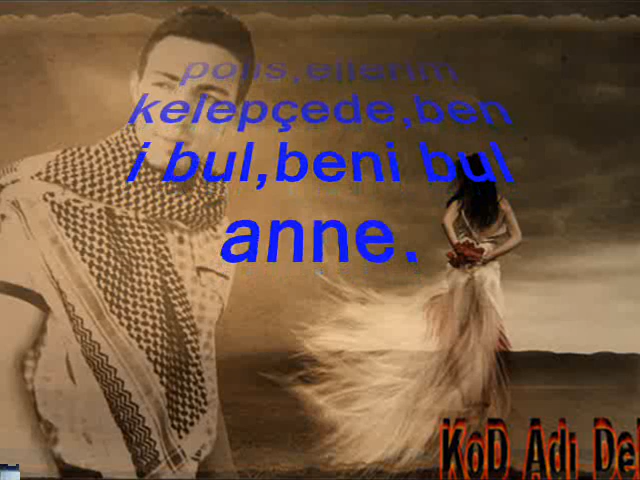 polis,ellerim
kelepçede,ben
i bul,beni bul
anne.
KoD Adı Del